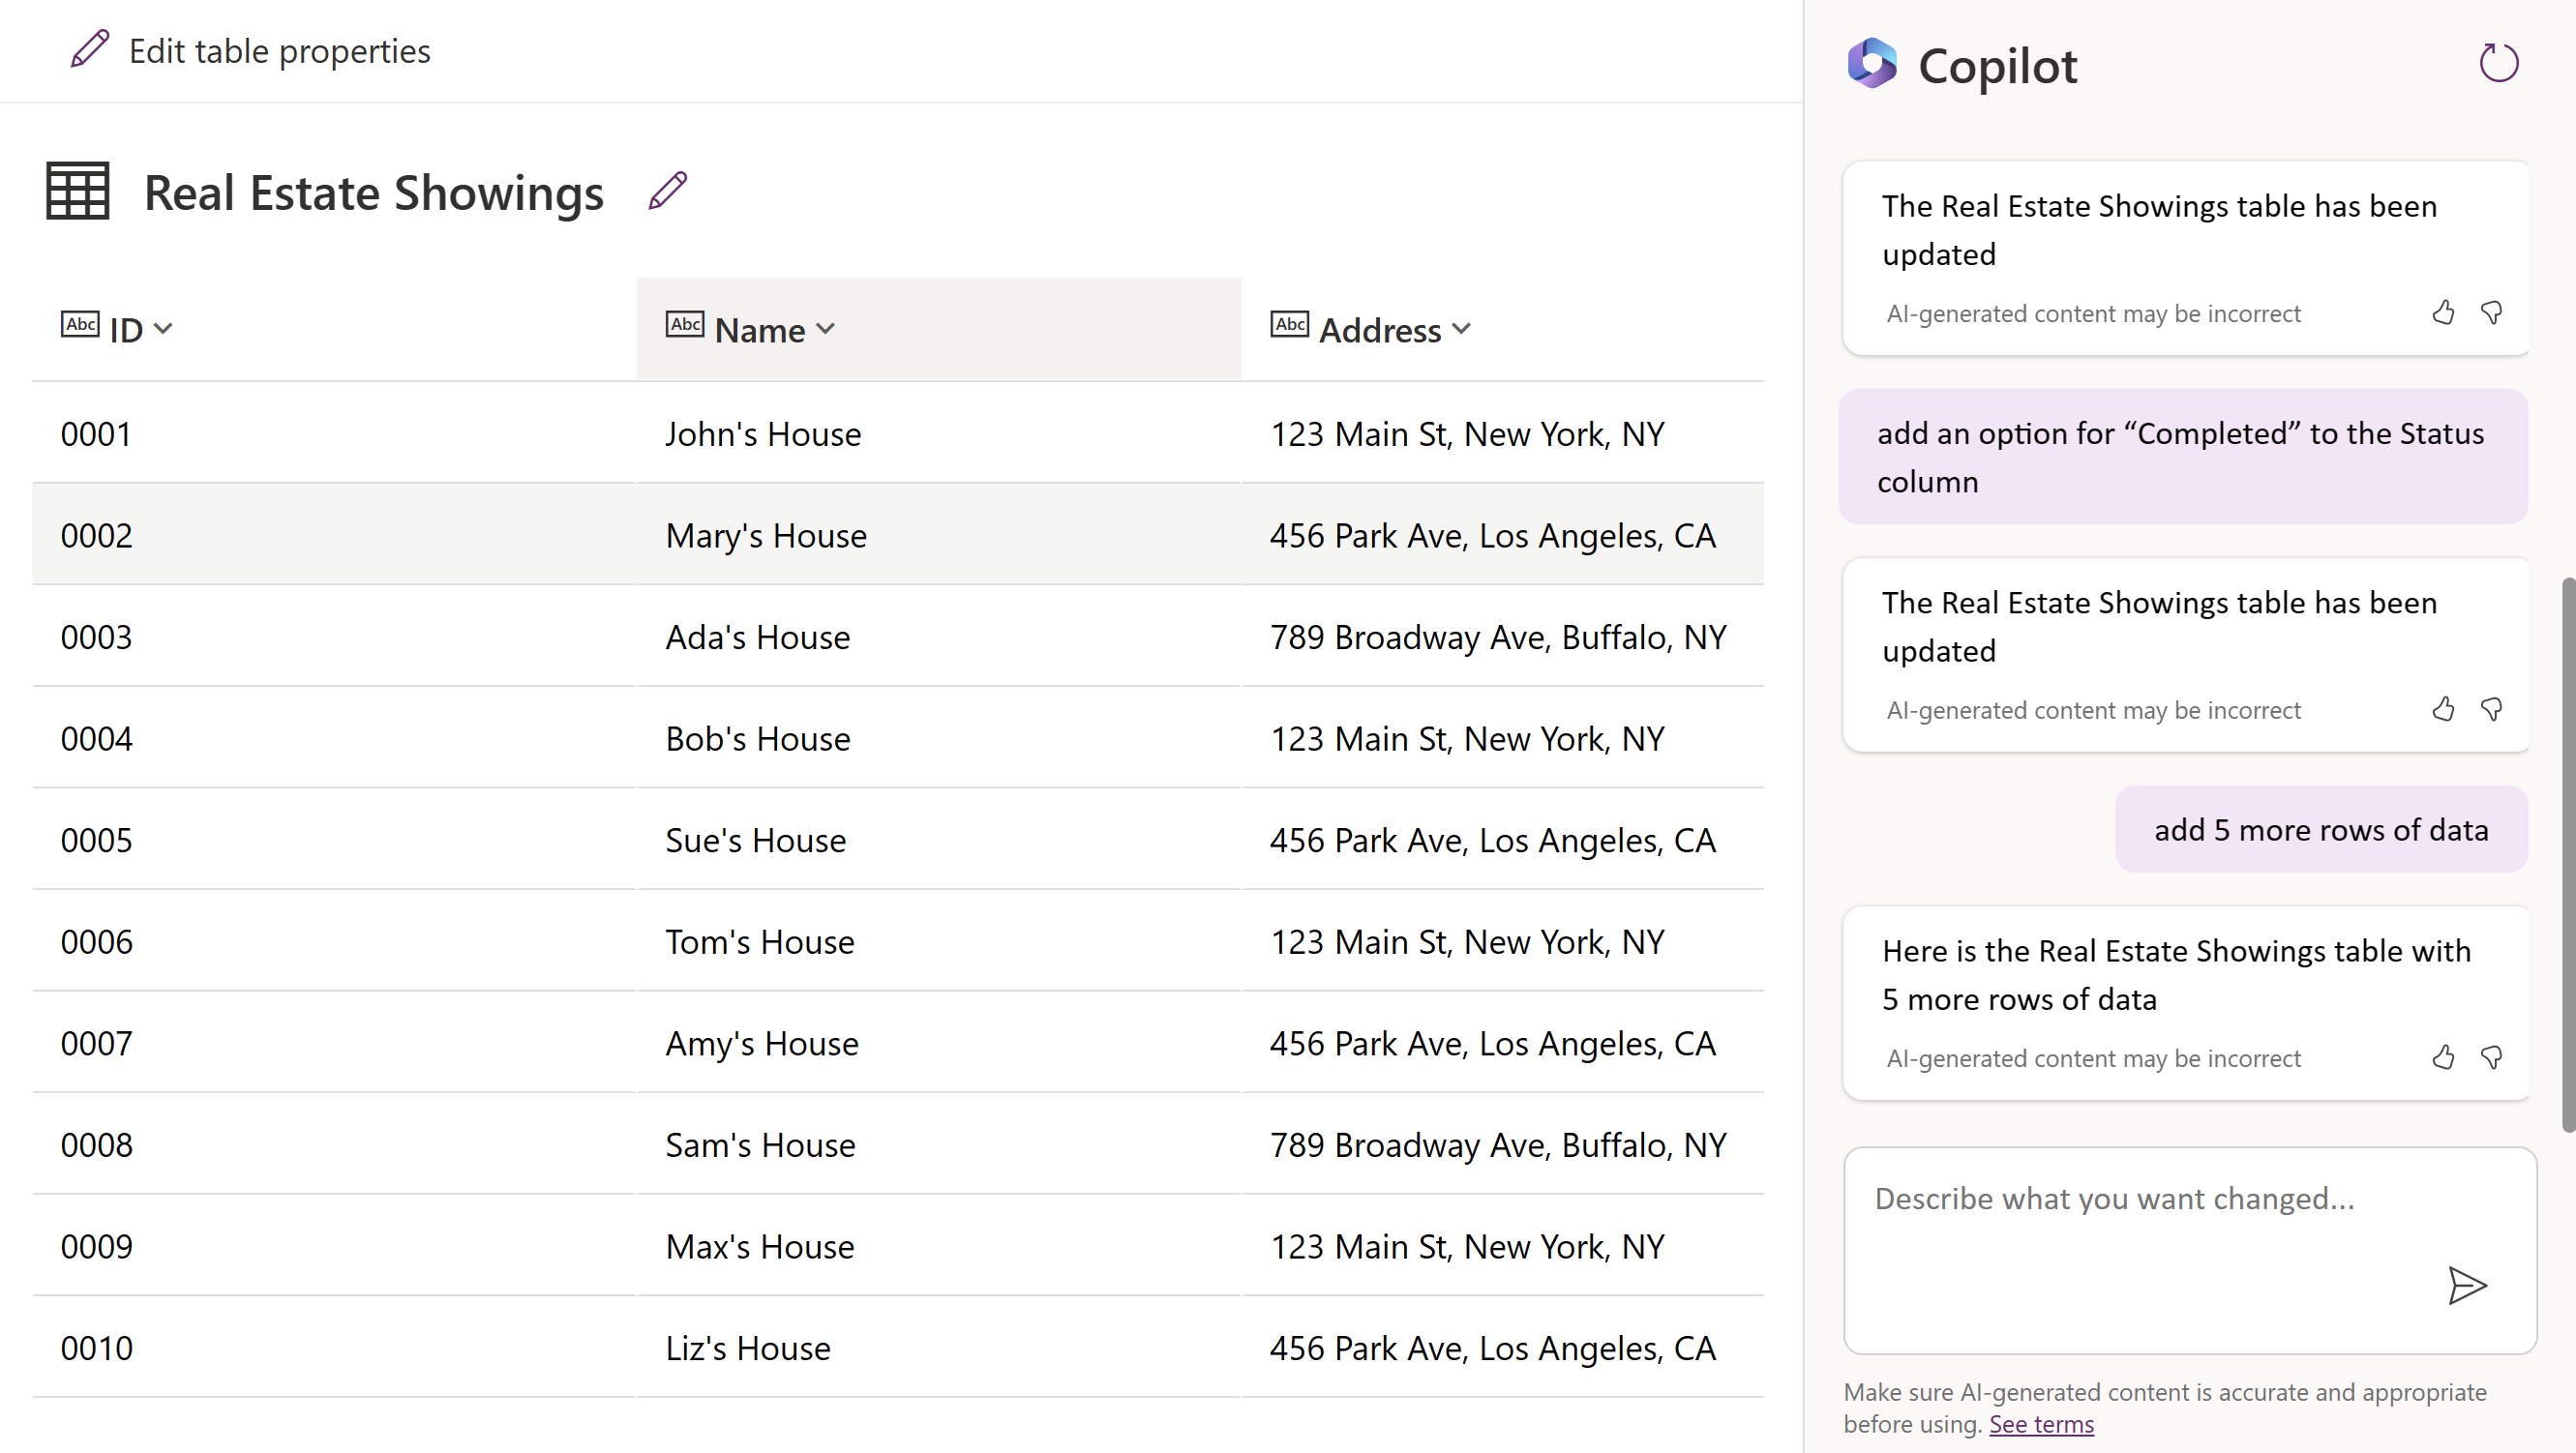 Edit table properties
Real Estate Showings
Abc ID Abc Name Abc Address
0001 John's House 123 Main St, New York, NY
0002 Mary's House 456 Park Ave, Los Angeles, CA
0003 Ada's House 789 Broadway Ave, Buffalo, NY
0004 Bob's House 123 Main St, New York, NY
0005 Sue's House 456 Park Ave, Los Angeles, CA
0006 Tom's House 123 Main St, New York, NY
0007 Amy's House 456 Park Ave, Los Angeles, CA
0008 Sam's House 789 Broadway Ave, Buffalo, NY
0009 Max's House 123 Main St, New York, NY
0010 Liz's House 456 Park Ave, Los Angeles, CA
Copilot
The Real Estate Showings table has been
updated
AI-generated content may be incorrect
add an option for “Completed” to the Status
column
The Real Estate Showings table has been
updated
AI-generated content may be incorrect
add 5 more rows of data
Here is the Real Estate Showings table with
5 more rows of data
AI-generated content may be incorrect
Describe what you want changed...
Make sure AI-generated content is accurate and appropriate
before using. See terms